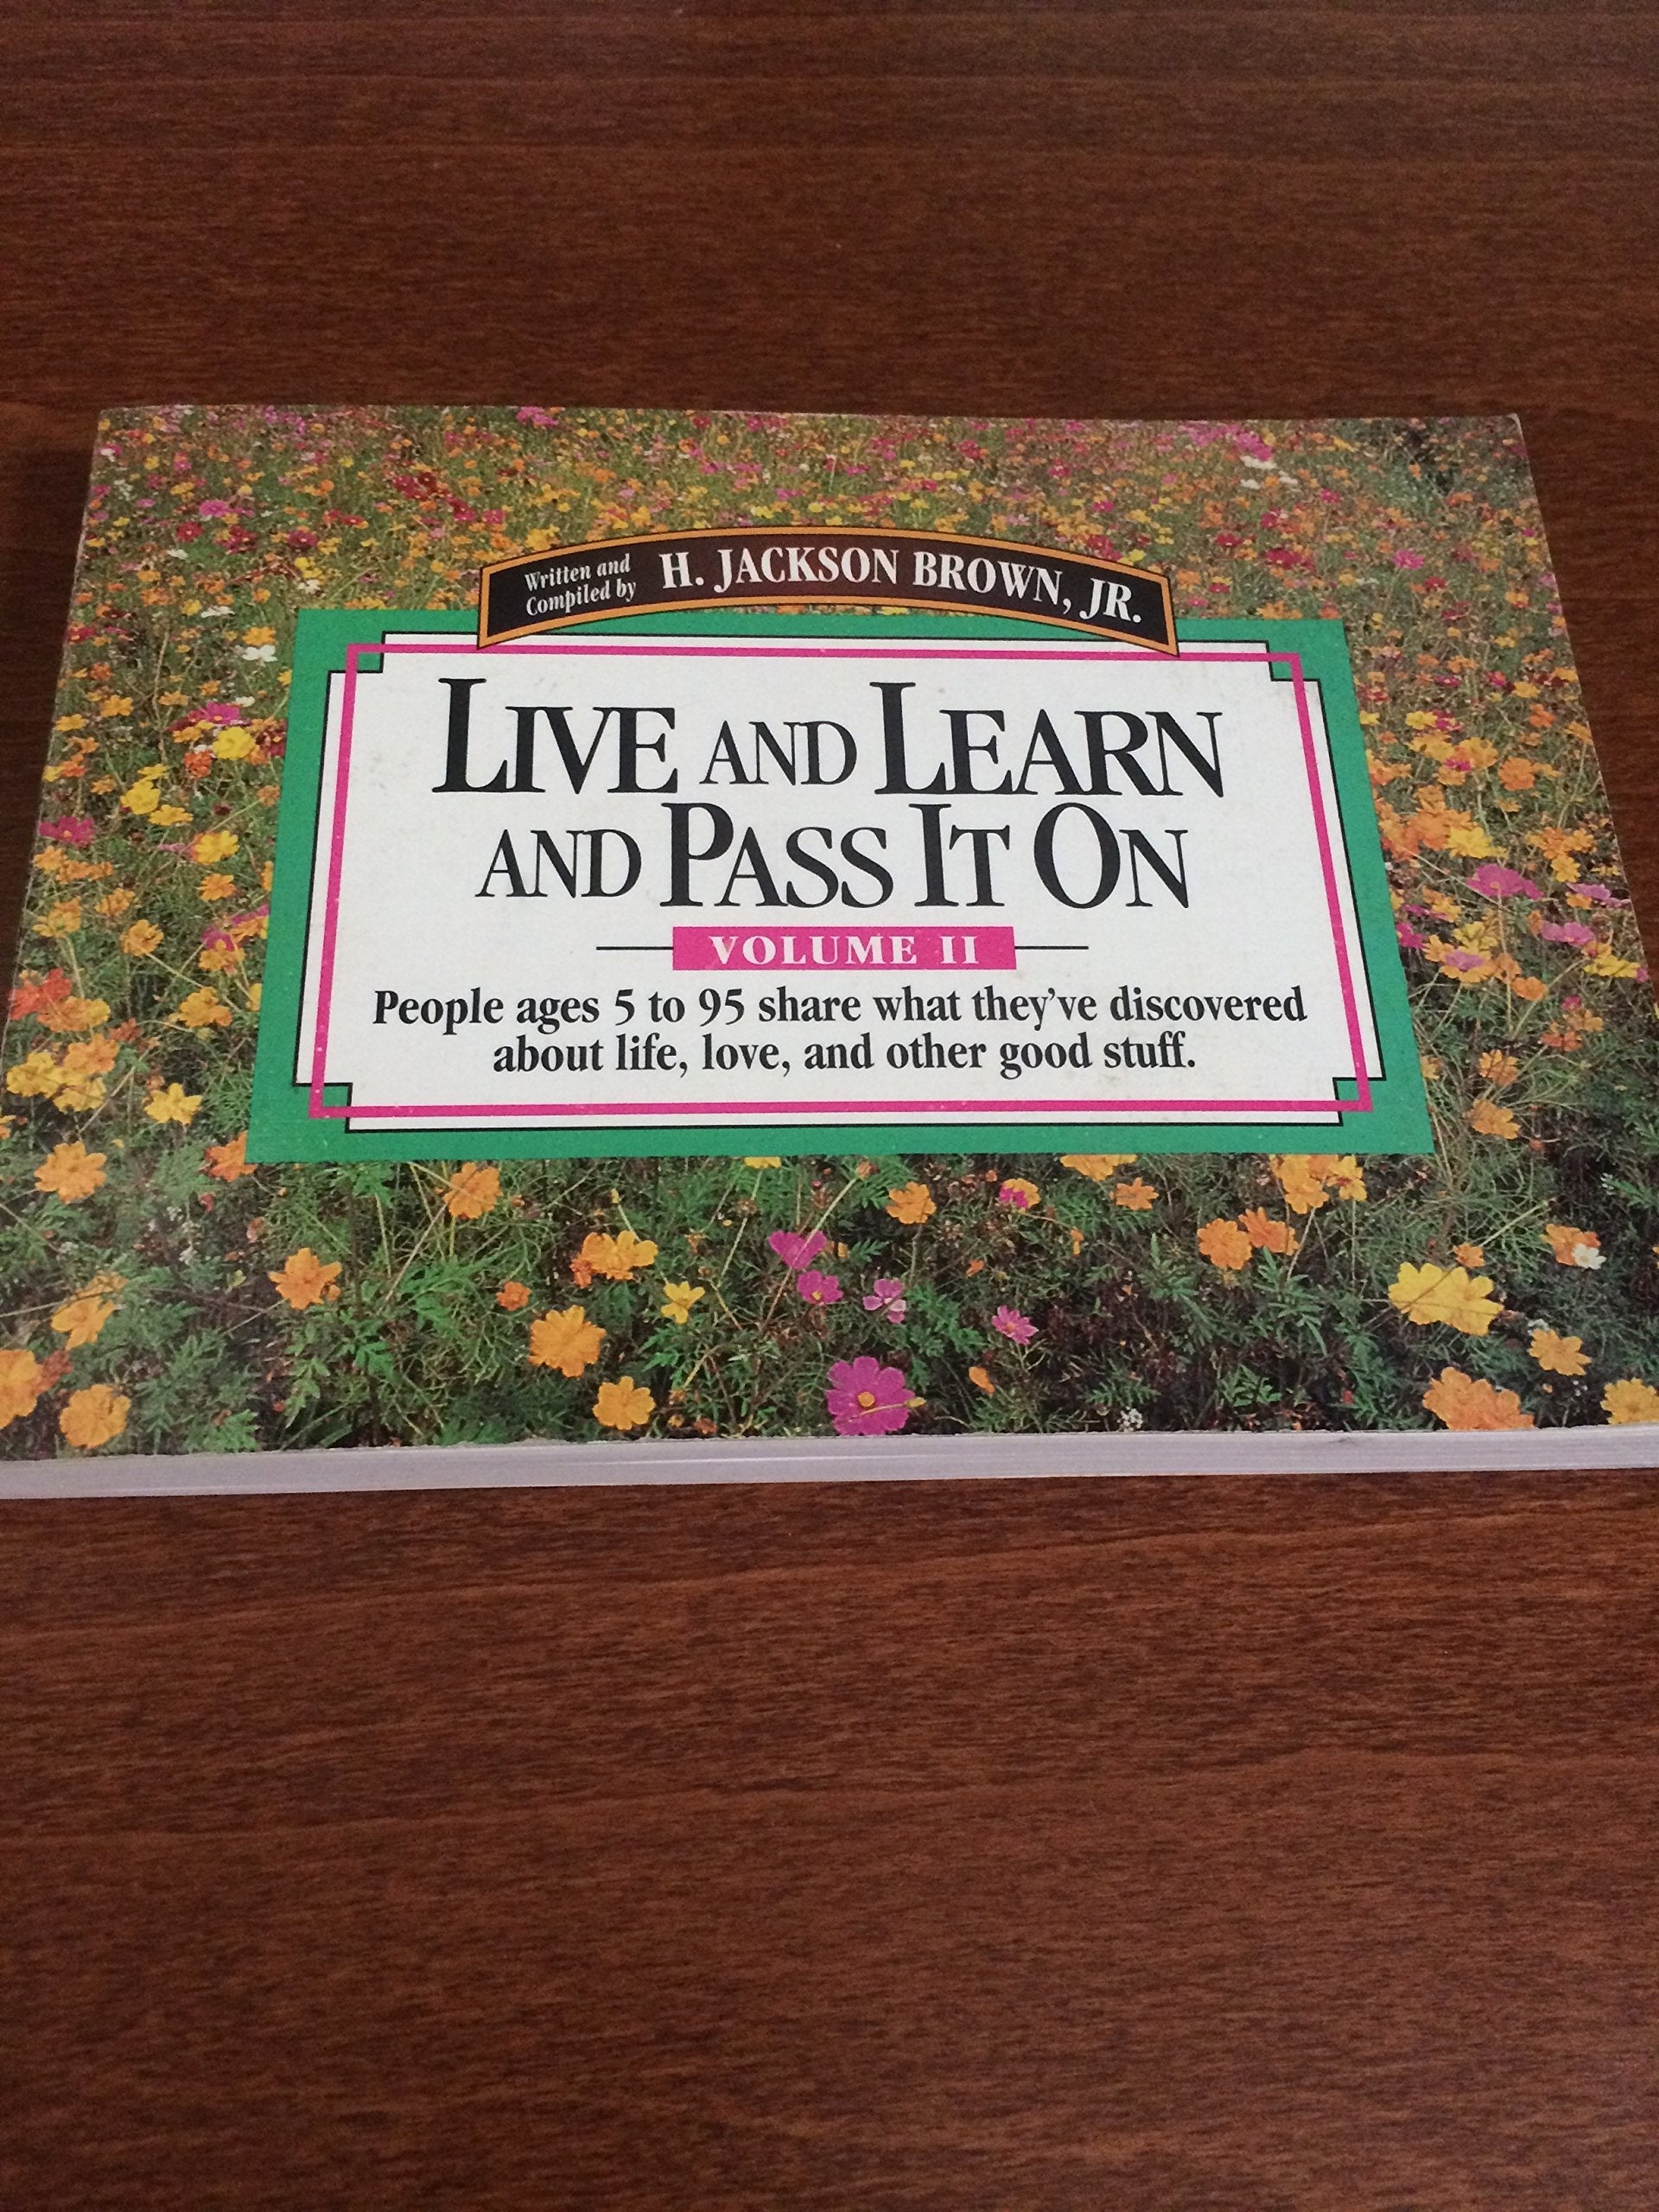 Written and
Compiled by
H. JACKSON BROWN, JR.
LIVE AND LEARN
AND PASS IT ON
VOLUME II
People ages 5 to 95 share what they've discovered
about life, love, and other good stuff.